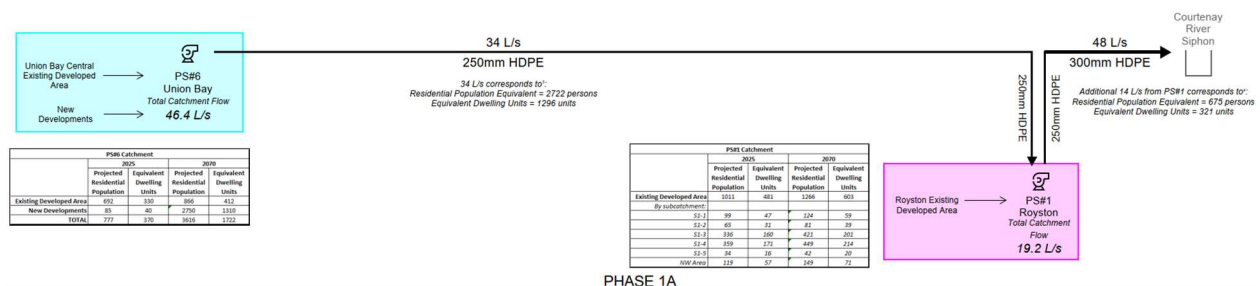 Courtenay
River
Siphon
34 L/s
250mm HDPE
48 L/s
300mm HDPE
Union Bay Central
Existing Developed
Area
New
Developments
PS#6
Union Bay
Total Catchment Flow
46.4 L/s
34 L/s corresponds to¹:
Residential Population Equivalent = 2722 persons
Equivalent Dwelling Units = 1296 units
250mm HDPE
250mm HDPE
Additional 14 L/s from PS#1 corresponds to¹:
Residential Population Equivalent = 675 persons
Equivalent Dwelling Units = 321 units
PS#6 Catchment
2025 2070
Projected Residential Population Equivalent Dwelling Units Projected Residential Population Equivalent Dwelling Units
Existing Developed Area 692 330 866 412
New Developments 85 40 2750 1310
TOTAL 777 370 3616 1722
PS#1 Catchment
2025 2070
Projected Residential Population Equivalent Dwelling Units Projected Residential Population Equivalent Dwelling Units
Existing Developed Area 1011 481 1266 603
By subcatchment:
S1-1 99 47 124 59
S1-2 65 31 81 39
S1-3 336 160 421 201
S1-4 359 171 449 214
S1-5 34 16 42 20
NW Area 119 57 149 71
Royston Existing
Developed Area
PS#1
Royston
Total Catchment
Flow
19.2 L/s
PHASE 1A